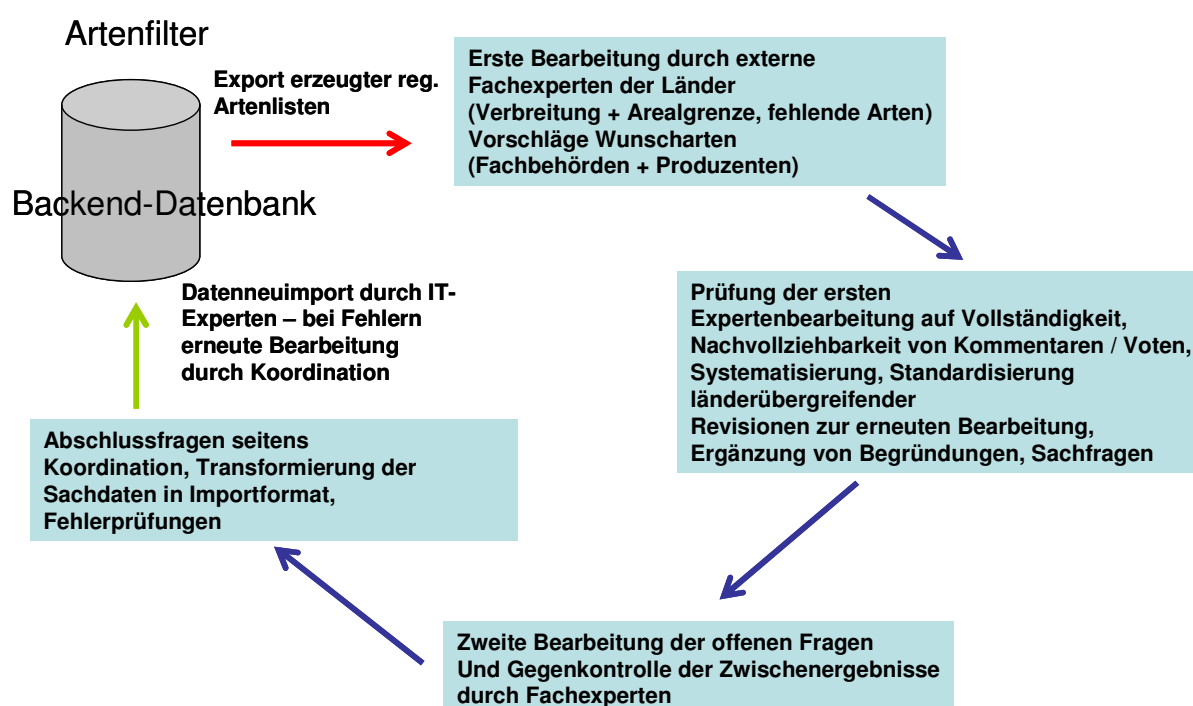 Artenfilter
Export erzeugter reg.
Artenlisten
Erste Bearbeitung durch externe
Fachexperten der Länder
(Verbreitung + Arealgrenze, fehlende Arten)
Vorschläge Wunscharten
(Fachbehörden + Produzenten)
Backend-Datenbank
Prüfung der ersten
Expertenbearbeitung auf Vollständigkeit,
Nachvollziehbarkeit von Kommentaren / Voten,
Systematisierung, Standardisierung
länderübergreifender
Revisionen zur erneuten Bearbeitung,
Ergänzung von Begründungen, Sachfragen
Datenneuimport durch IT-
Experten – bei Fehlern
erneute Bearbeitung
durch Koordination
Abschlussfragen seitens
Koordination, Transformierung der
Sachdaten in Importformat,
Fehlerprüfungen
Zweite Bearbeitung der offenen Fragen
Und Gegenkontrolle der Zwischenergebnisse
durch Fachexperten